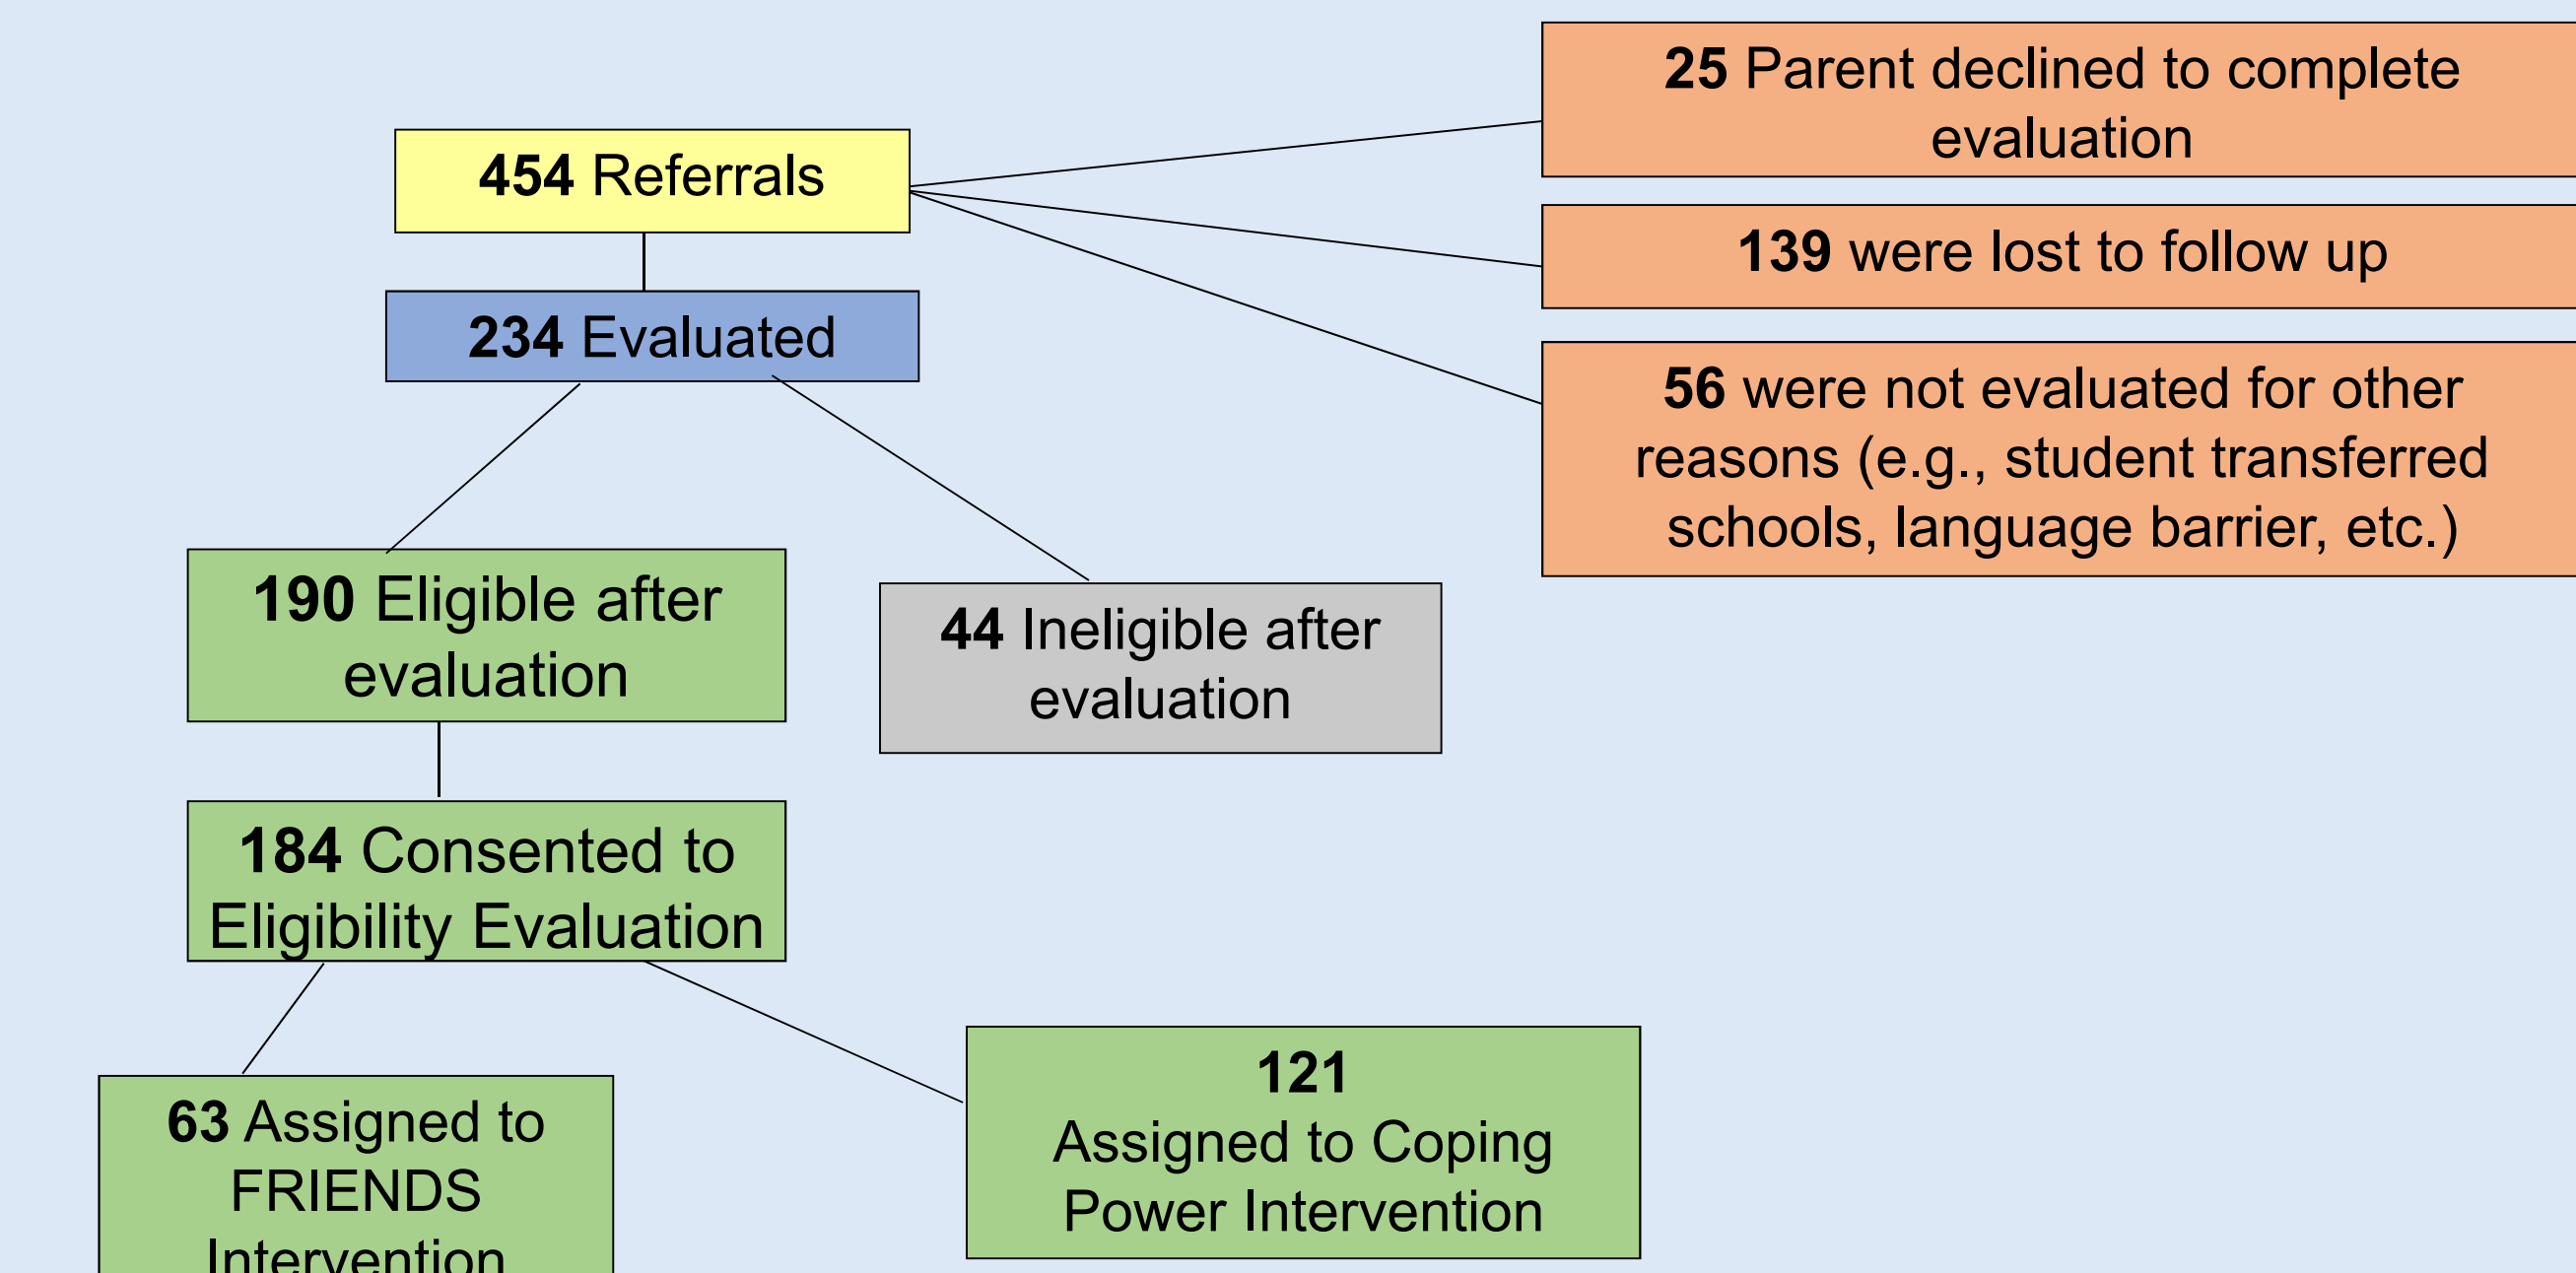 25 Parent declined to complete
evaluation
454 Referrals
139 were lost to follow up
234 Evaluated
56 were not evaluated for other
reasons (e.g., student transferred
schools, language barrier, etc.)
190 Eligible after
evaluation
44 Ineligible after
evaluation
184 Consented to
Eligibility Evaluation
63 Assigned to
FRIENDS
Intervention
121
Assigned to Coping
Power Intervention